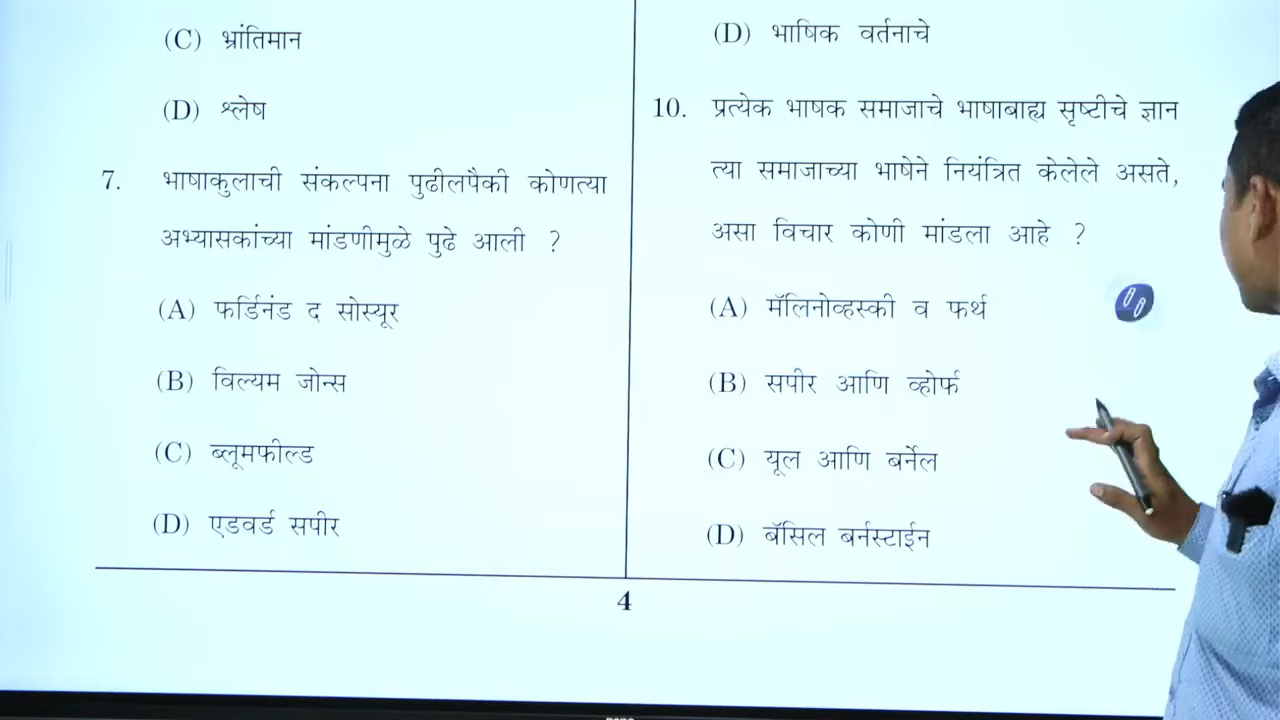 (C) भ्रांतिमान
(D) श्लेष
7. भाषाकुलाची संकल्पना पुढीलपैकी कोणत्या
अभ्यासकांच्या मांडणीमुळे पुढे आली ?
(A) फर्डिनंड द सोस्यूर
(B) विल्यम जोन्स
(C) ब्लूमफील्ड
(D) एडवर्ड सपीर
(D) भाषिक वर्तनाचे
10. प्रत्येक भाषक समाजाचे भाषाबाह्य सृष्टीचे ज्ञान
त्या समाजाच्या भाषेने नियंत्रित केलेले असते,
असा विचार कोणी मांडला आहे ?
(A) मॅलिनोव्हस्की व फर्थ
(B) सपीर आणि व्होर्फ
(C) यूल आणि बर्नेल
(D) बॅसिल बर्नस्टाईन
4